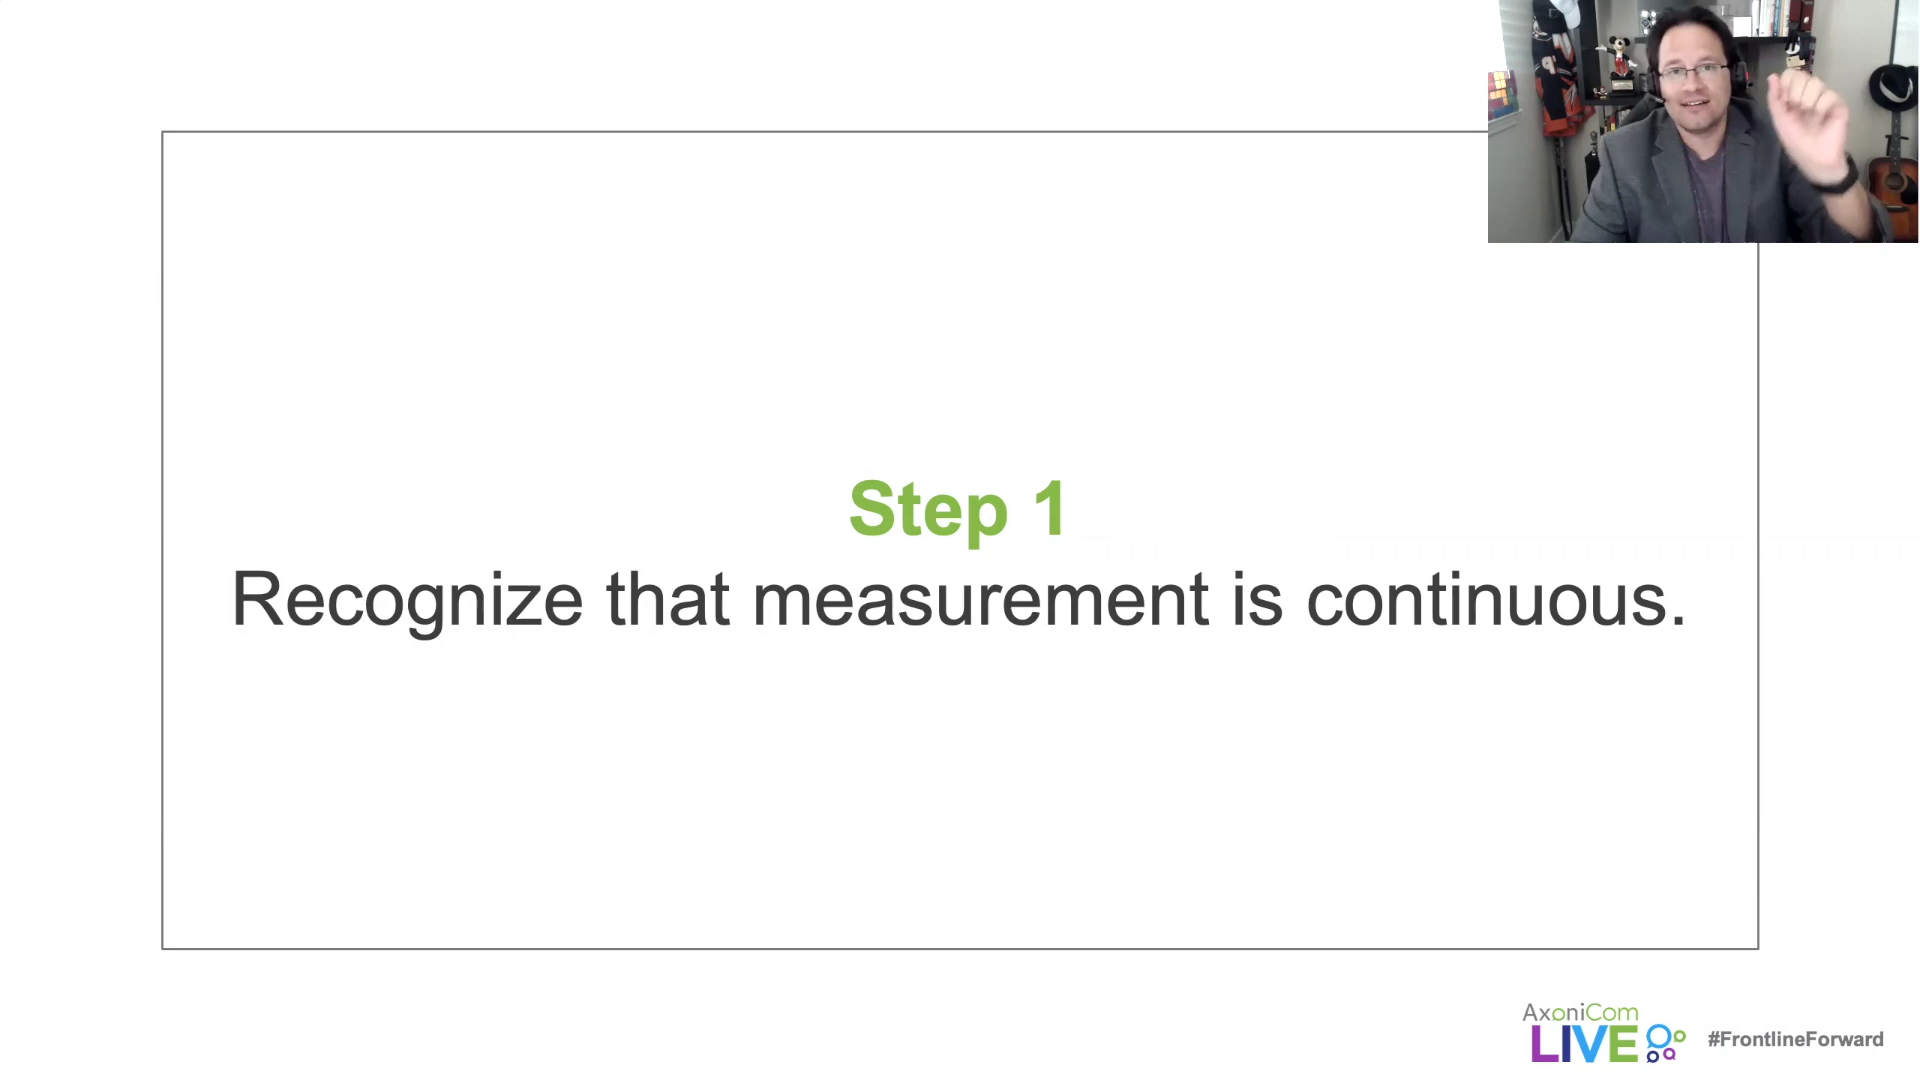 Step 1
Recognize that measurement is continuous.
AxoniCom
LIVE
#FrontlineForward